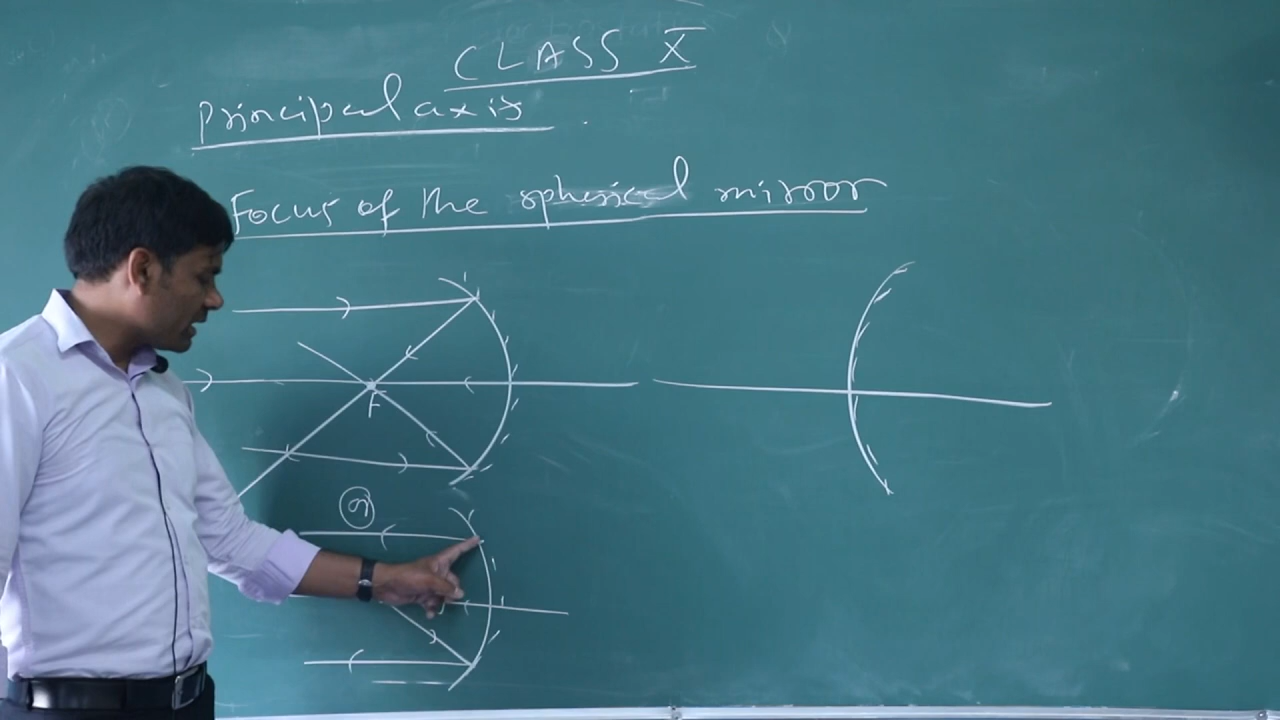 CLASS X
Principal axis
Focus of the spherical mirror
F